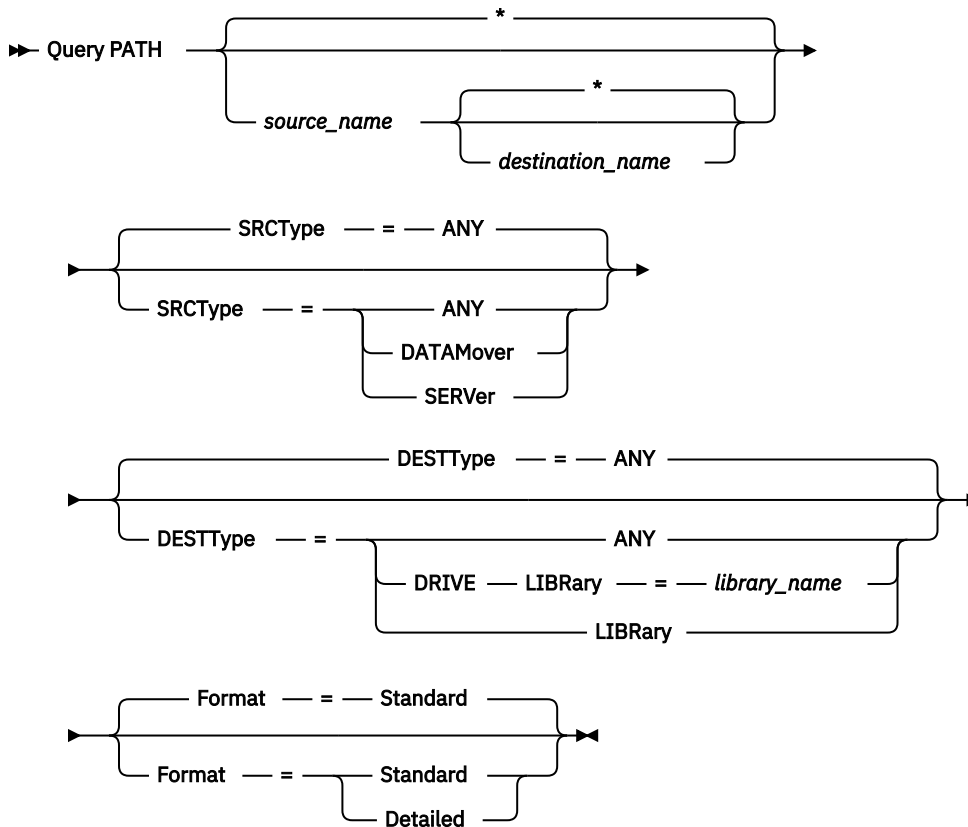 *
Query PATH
*
source_name
destination_name
SRCType = ANY
SRCType = ANY
DATAMover
SERVer
DESTType = ANY
DESTType = ANY
DRIVE LIBRary = library_name
LIBRary
Format = Standard
Format = Standard
Detailed